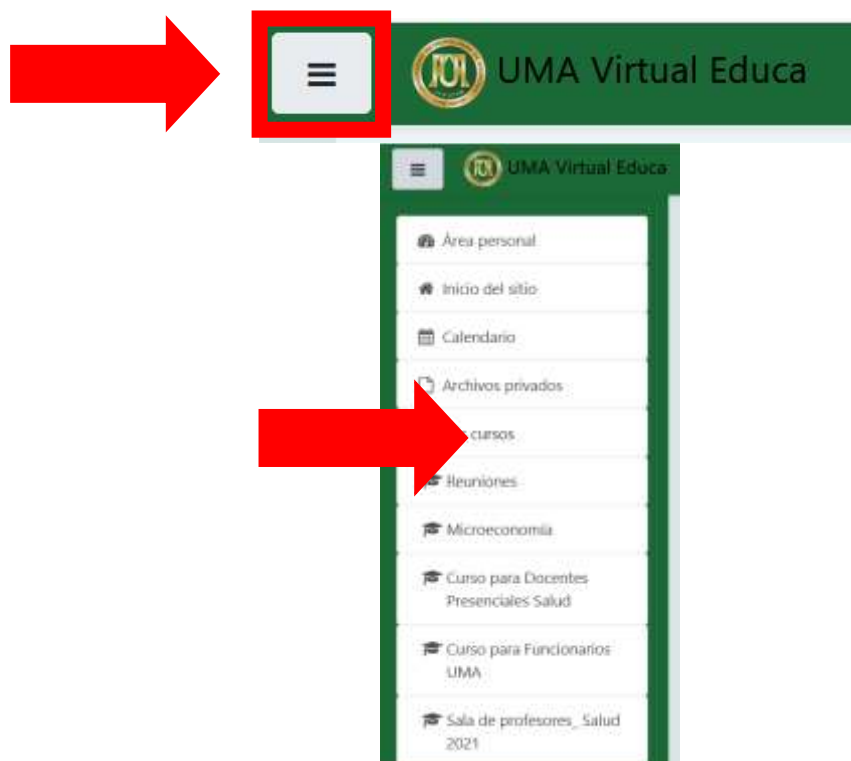 UMA Virtual Educa
UMA Virtual Educa
Área personal
Inicio del sitio
Calendario
Archivos privados
cursos
Reuniones
Microeconomía
Curso para Docentes
Presenciales Salud
Curso para Funcionarios
UMA
Sala de profesores_ Salud
2021